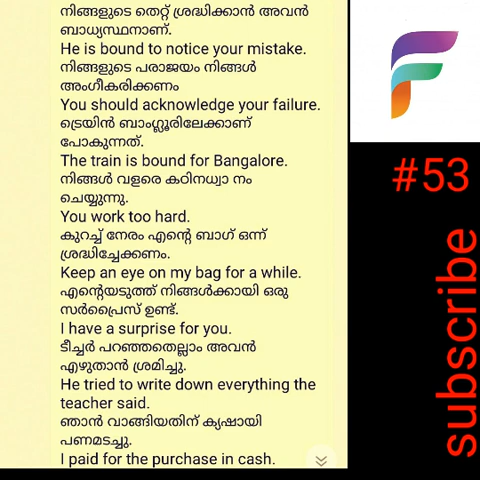 നിങ്ങളുടെ തെറ്റ് ശ്രദ്ധിക്കാൻ അവൻ
ബാധ്യസ്ഥനാണ്.
He is bound to notice your mistake.
നിങ്ങളുടെ പരാജയം നിങ്ങൾ
അംഗീകരിക്കണം
You should acknowledge your failure.
ട്രെയിൻ ബാംഗ്ലൂരിലേക്കാണ്
പോകുന്നത്.
The train is bound for Bangalore.
നിങ്ങൾ വളരെ കഠിനധ്വാ നം
ചെയ്യുന്നു.
You work too hard.
കുറച്ച് നേരം എന്റെ ബാഗ് ഒന്ന്
ശ്രദ്ധിച്ചേക്കണം.
Keep an eye on my bag for a while.
എന്റെയടുത്ത് നിങ്ങൾക്കായി ഒരു
സർപ്രൈസ് ഉണ്ട്.
I have a surprise for you.
ടീച്ചർ പറഞ്ഞതെല്ലാം അവൻ
എഴുതാൻ ശ്രമിച്ചു.
He tried to write down everything the
teacher said.
ഞാൻ വാങ്ങിയതിന് ക്യഷായി
പണമടച്ചു.
I paid for the purchase in cash.
#53
subscribe